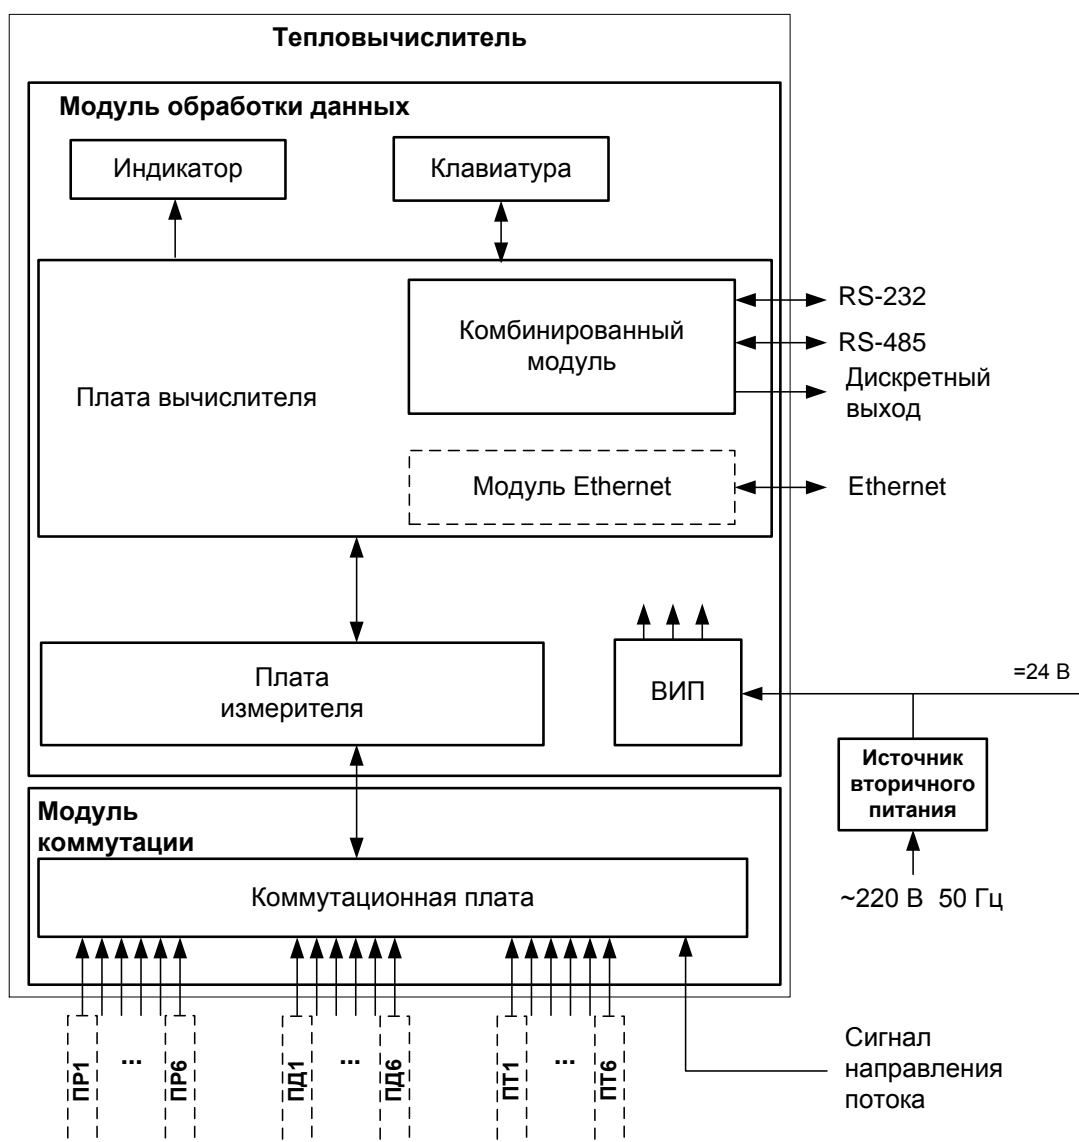 Тепловычислитель
Модуль обработки данных
Индикатор
Клавиатура
Комбинированный
модуль
Плата вычислителя
Модуль Ethernet
RS-232
RS-485
Дискретный
выход
Ethernet
Плата
измерителя
ВИП
=24 В
Источник
вторичного
питания
~220 В 50 Гц
Модуль
коммутации
Коммутационная плата
ПР1
...
ПР6
ПД1
...
ПД6
ПТ1
...
ПТ6
Сигнал
направления
потока